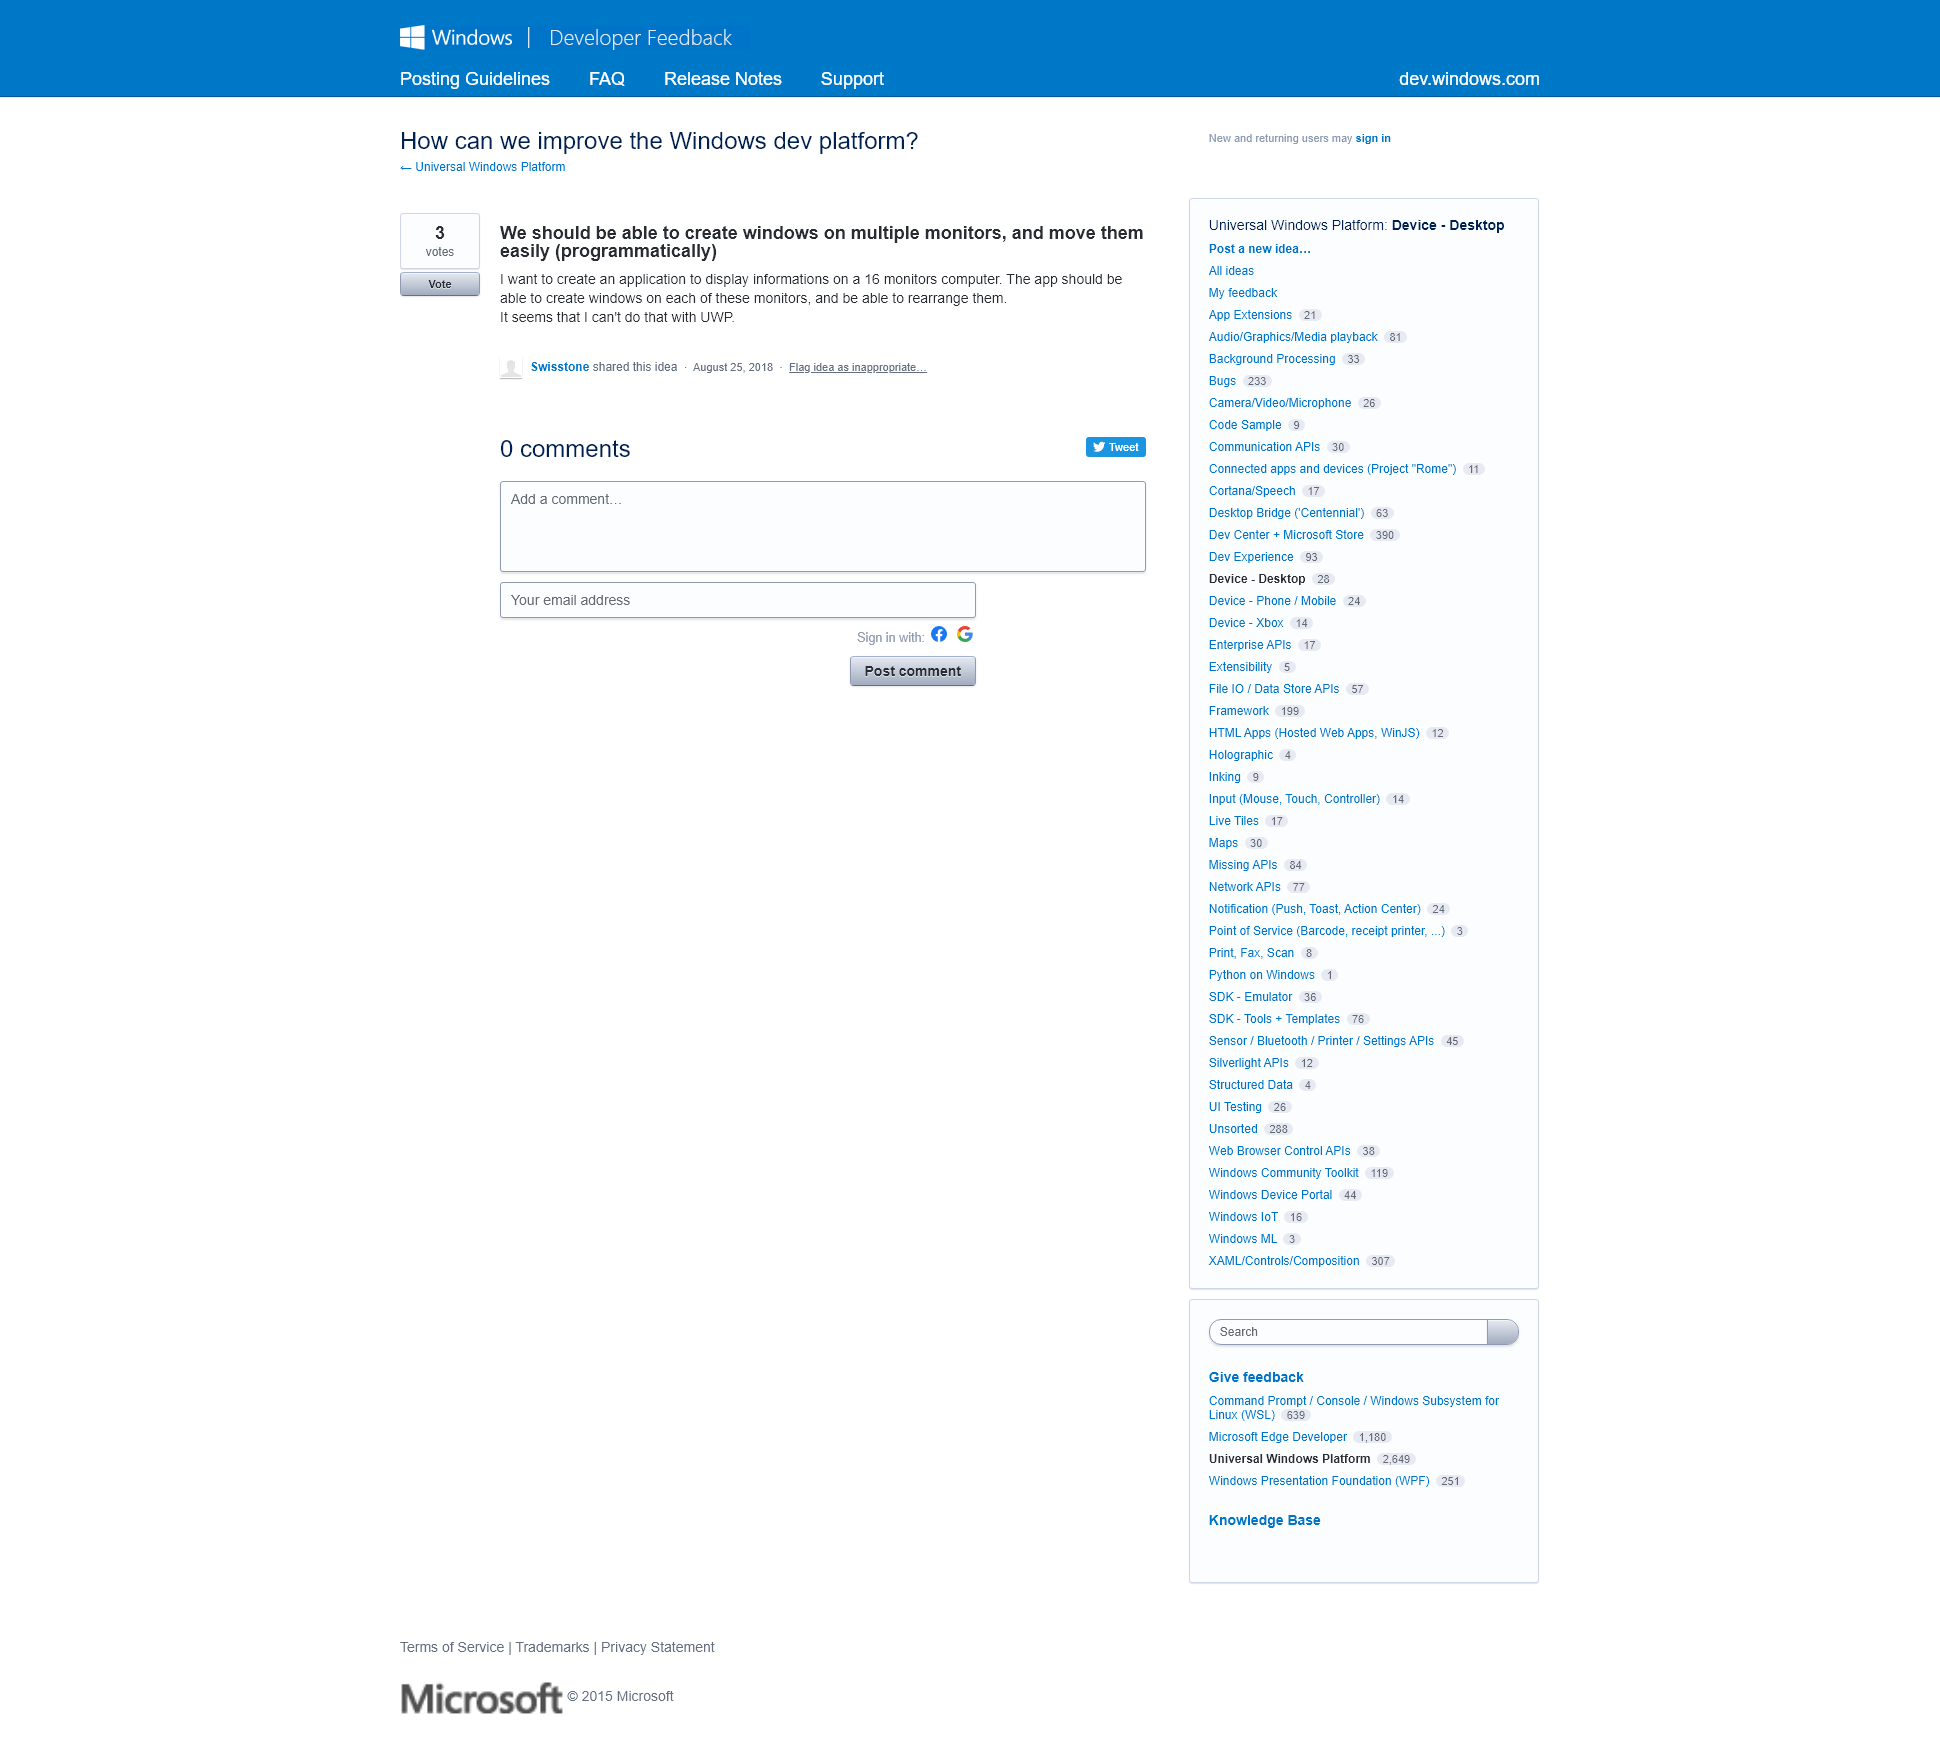 Windows | Developer Feedback
Posting Guidelines FAQ Release Notes Support dev.windows.com
How can we improve the Windows dev platform?
← Universal Windows Platform
New and returning users may sign in
3
votes
Vote
We should be able to create windows on multiple monitors, and move them
easily (programmatically)
I want to create an application to display informations on a 16 monitors computer. The app should be
able to create windows on each of these monitors, and be able to rearrange them.
It seems that I can't do that with UWP.
Swisstone shared this idea · August 25, 2018 · Flag idea as inappropriate…
0 comments
Tweet
Add a comment…
Your email address
Sign in with:
Post comment
Universal Windows Platform: Device - Desktop
Post a new idea…
All ideas
My feedback
App Extensions 21
Audio/Graphics/Media playback 81
Background Processing 33
Bugs 233
Camera/Video/Microphone 26
Code Sample 9
Communication APIs 30
Connected apps and devices (Project "Rome") 11
Cortana/Speech 17
Desktop Bridge ('Centennial') 63
Dev Center + Microsoft Store 390
Dev Experience 93
Device - Desktop 28
Device - Phone / Mobile 24
Device - Xbox 14
Enterprise APIs 17
Extensibility 5
File IO / Data Store APIs 57
Framework 199
HTML Apps (Hosted Web Apps, WinJS) 12
Holographic 4
Inking 9
Input (Mouse, Touch, Controller) 14
Live Tiles 17
Maps 30
Missing APIs 84
Network APIs 77
Notification (Push, Toast, Action Center) 24
Point of Service (Barcode, receipt printer, ...) 3
Print, Fax, Scan 8
Python on Windows 1
SDK - Emulator 36
SDK - Tools + Templates 76
Sensor / Bluetooth / Printer / Settings APIs 45
Silverlight APIs 12
Structured Data 4
UI Testing 26
Unsorted 288
Web Browser Control APIs 38
Windows Community Toolkit 119
Windows Device Portal 44
Windows IoT 16
Windows ML 3
XAML/Controls/Composition 307
Search
Give feedback
Command Prompt / Console / Windows Subsystem for
Linux (WSL) 639
Microsoft Edge Developer 1,180
Universal Windows Platform 2,649
Windows Presentation Foundation (WPF) 251
Knowledge Base
Terms of Service | Trademarks | Privacy Statement
Microsoft © 2015 Microsoft